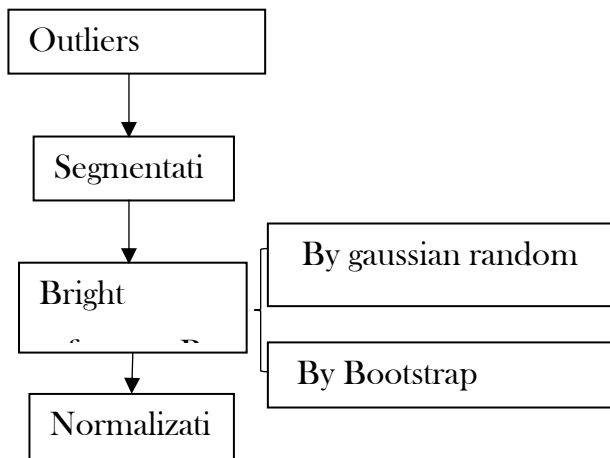 Outliers
Segmentati
By gaussian random
Bright
By Bootstrap
Normalizati